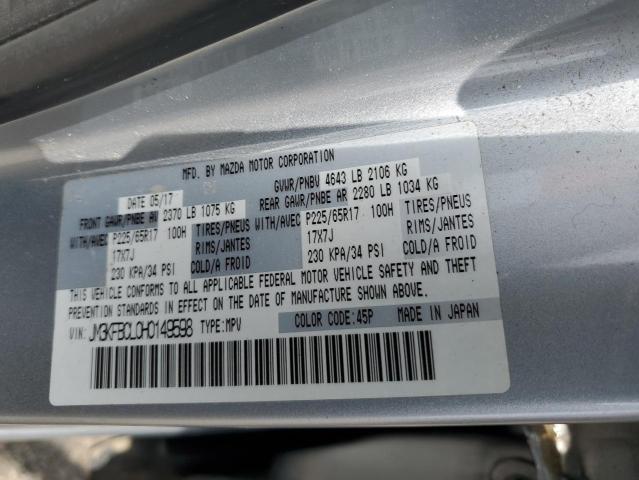 MFD. BY MAZDA MOTOR CORPORATION
DATE 05/17 GVWR/PNBV 4643 LB 2106 KG
FRONT GAWR/PNBE AV 2370 LB 1075 KG REAR GAWR/PNBE AR 2280 LB 1034 KG
WITH/AVEC P225/65R17 100H TIRES/PNEUS WITH/AVEC P225/65R17 100H TIRES/PNEUS
17X7J RIMS/JANTES 17X7J RIMS/JANTES
230 KPA/34 PSI COLD/A FROID 230 KPA/34 PSI COLD/A FROID
THIS VEHICLE CONFORMS TO ALL APPLICABLE FEDERAL MOTOR VEHICLE SAFETY AND THEFT
PREVENTION STANDARDS IN EFFECT ON THE DATE OF MANUFACTURE SHOWN ABOVE.
VIN: JM3KFBCL0H0149598 TYPE: MPV COLOR CODE: 45P MADE IN JAPAN